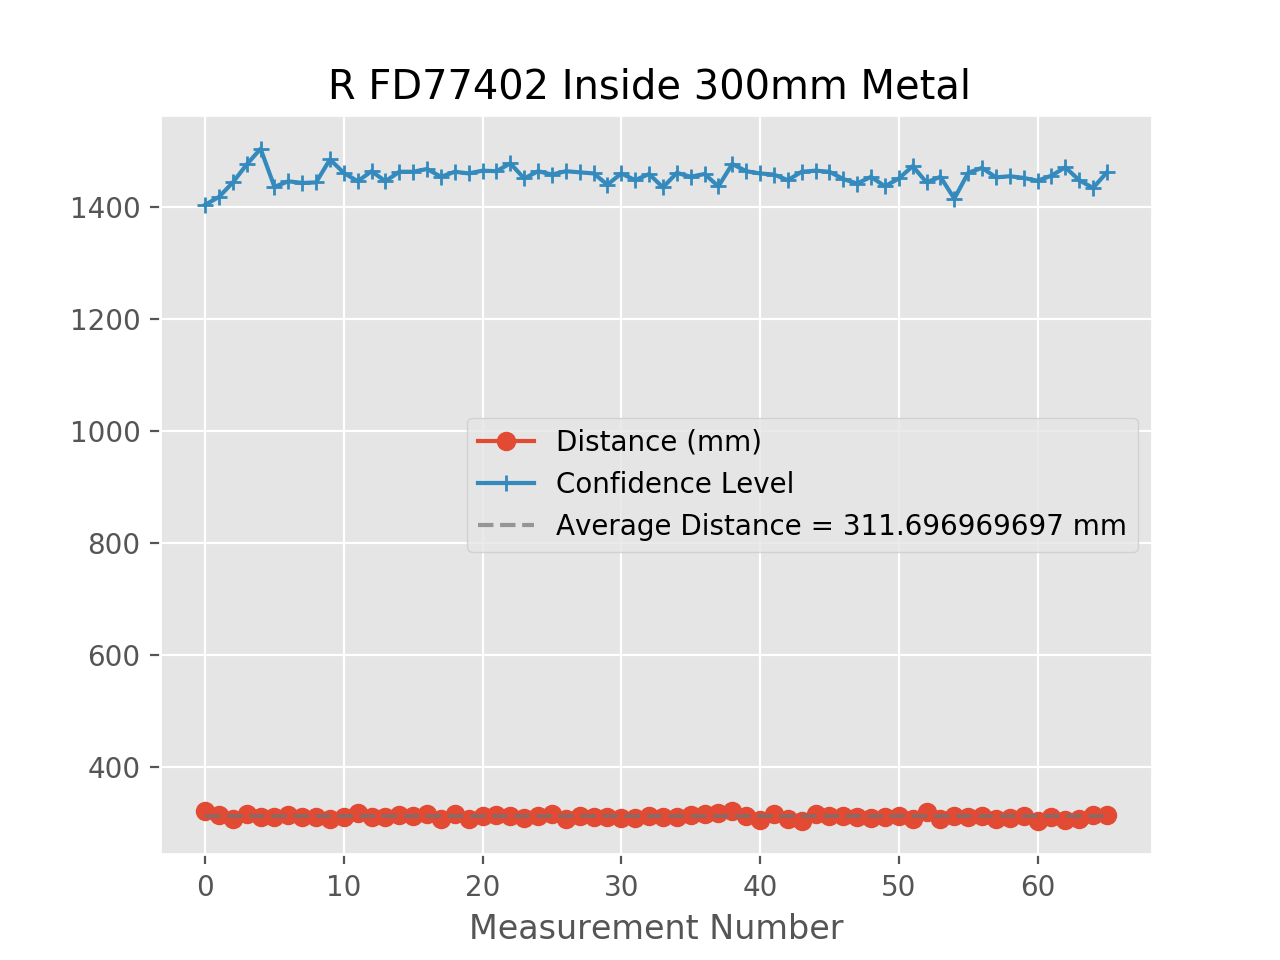 R FD77402 Inside 300mm Metal
1400
1200
1000
800
600
400
Distance (mm)
Confidence Level
Average Distance = 311.696969697 mm
0 10 20 30 40 50 60
Measurement Number